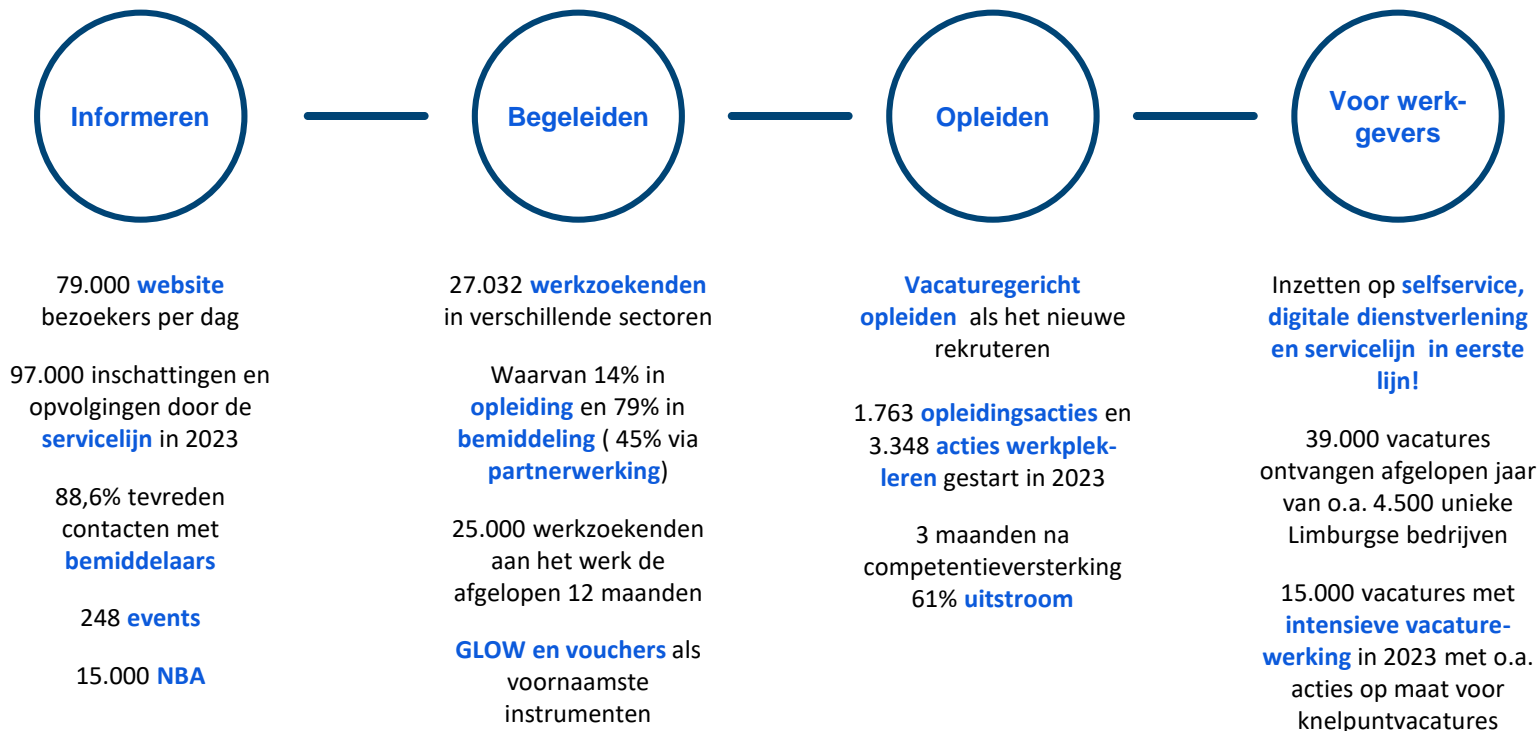 Informeren
Begeleiden
Opleiden
Voor werk-
gevers
79.000 website
bezoekers per dag
97.000 inschattingen en
opvolgingen door de
servicelijn in 2023
88,6% tevreden
contacten met
bemiddelaars
248 events
15.000 NBA
27.032 werkzoekenden
in verschillende sectoren
Waarvan 14% in
opleiding en 79% in
bemiddeling ( 45% via
partnerwerking)
25.000 werkzoekenden
aan het werk de
afgelopen 12 maanden
GLOW en vouchers als
voornaamste
instrumenten
Vacaturegericht
opleiden als het nieuwe
rekruteren
1.763 opleidingsacties en
3.348 acties werkplek-
leren gestart in 2023
3 maanden na
competentieversterking
61% uitstroom
Inzetten op selfservice,
digitale dienstverlening
en servicelijn in eerste
lijn!
39.000 vacatures
ontvangen afgelopen jaar
van o.a. 4.500 unieke
Limburgse bedrijven
15.000 vacatures met
intensieve vacature-
werking in 2023 met o.a.
acties op maat voor
knelpuntvacatures